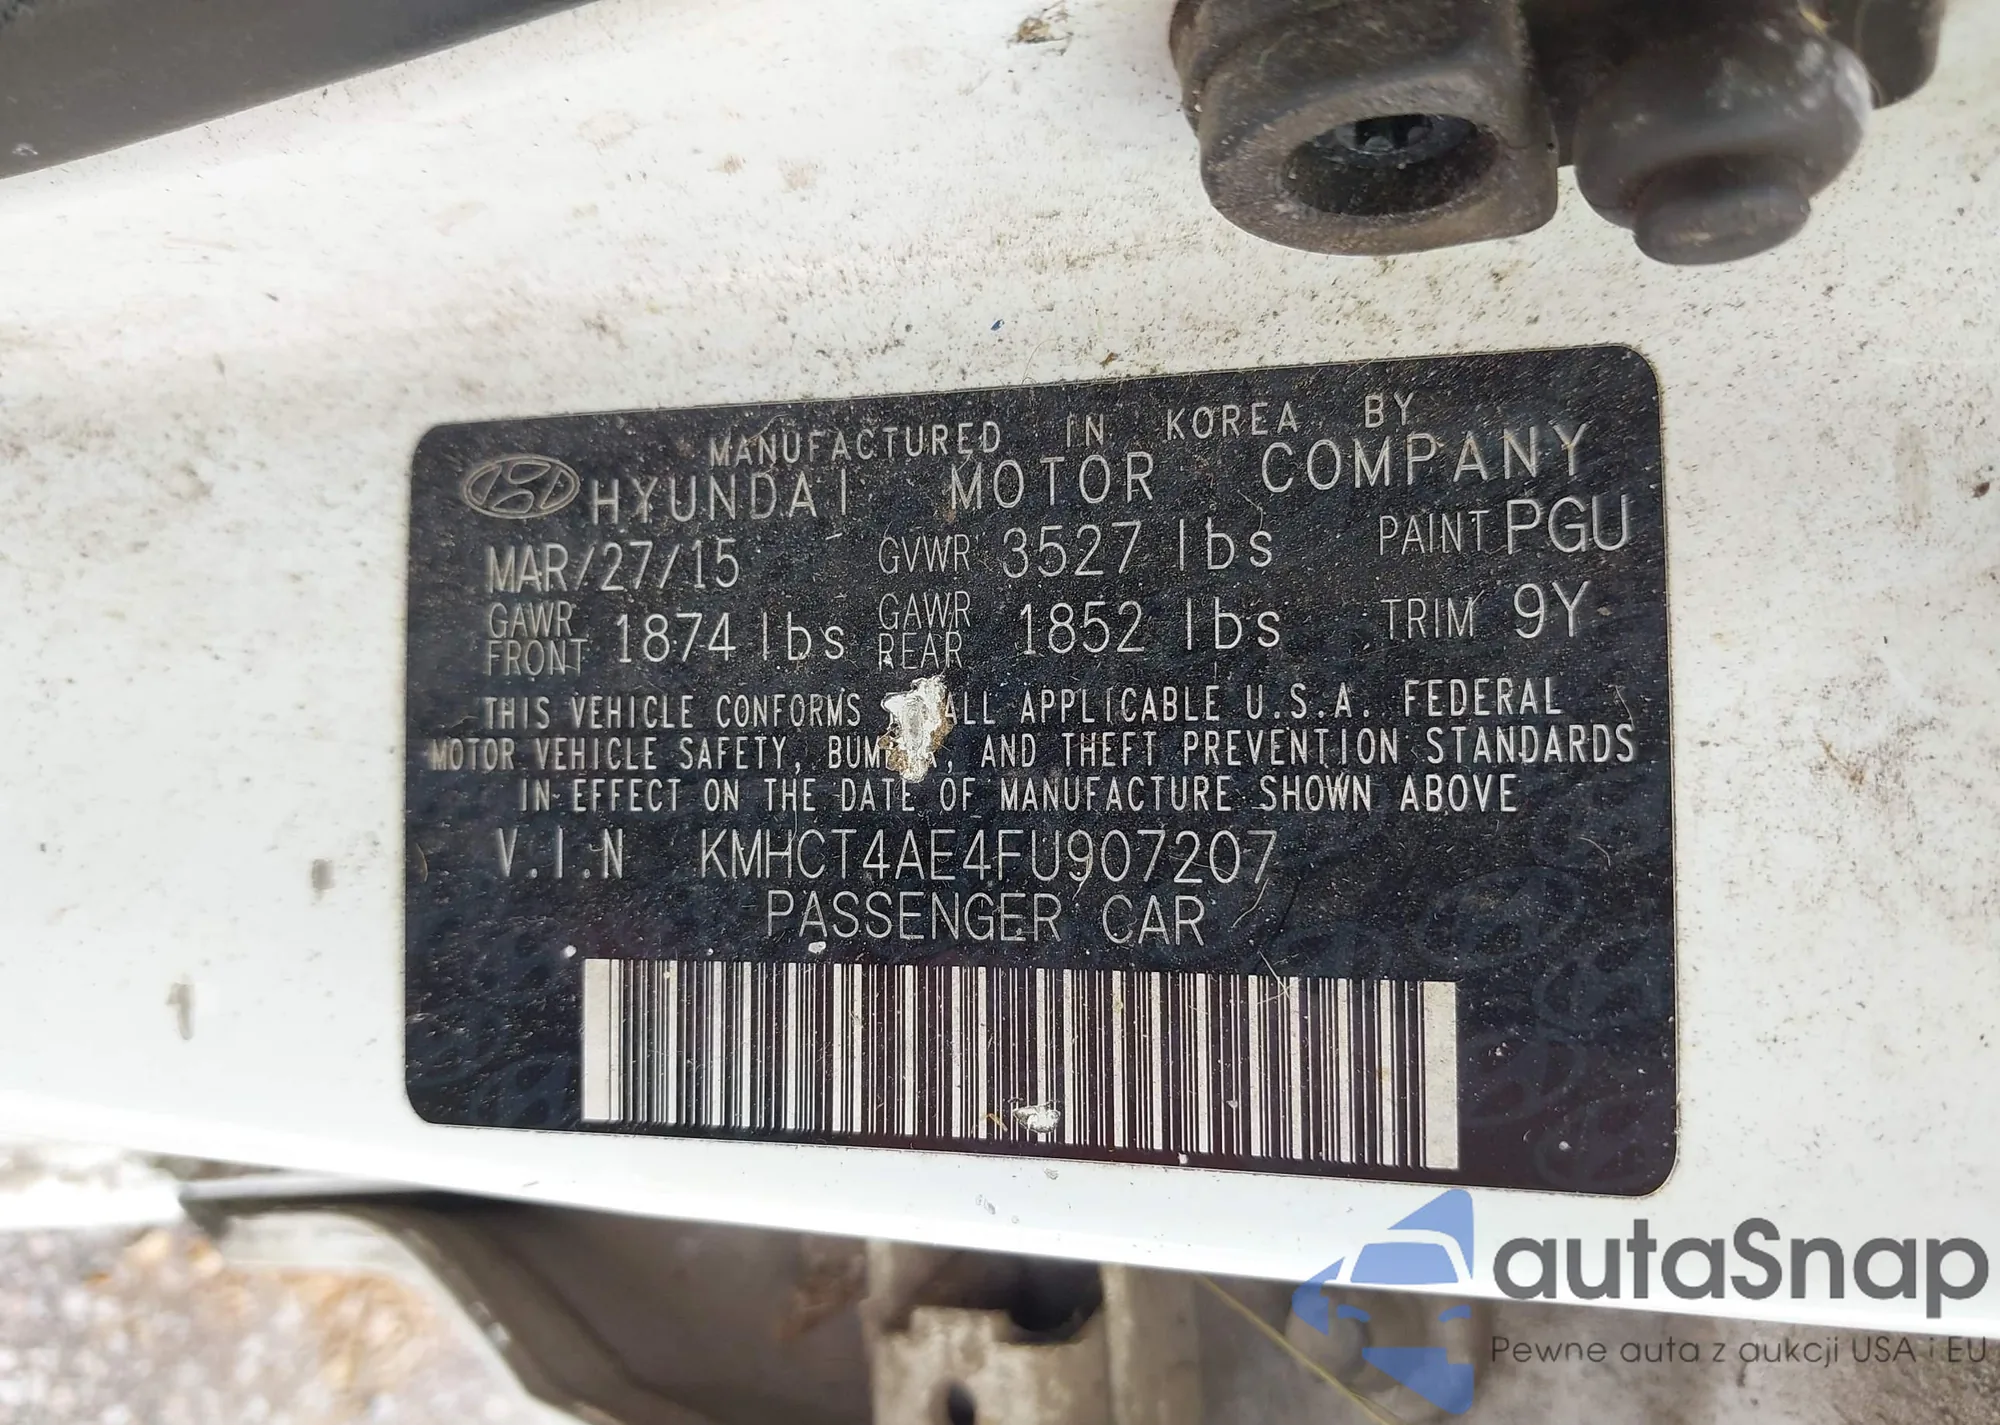 MANUFACTURED IN KOREA BY
HYUNDAI MOTOR COMPANY
MAR/27/15 GVWR 3527 lbs PAINT PGU
GAWR FRONT 1874 lbs GAWR REAR 1852 lbs TRIM 9Y
THIS VEHICLE CONFORMS ALL APPLICABLE U.S.A. FEDERAL
MOTOR VEHICLE SAFETY, , AND THEFT PREVENTION STANDARDS
IN EFFECT ON THE DATE OF MANUFACTURE SHOWN ABOVE
V.I.N KMHCT4AE4FU907207
PASSENGER CAR
autaSnap
Pewne auta z aukcji USA i EU